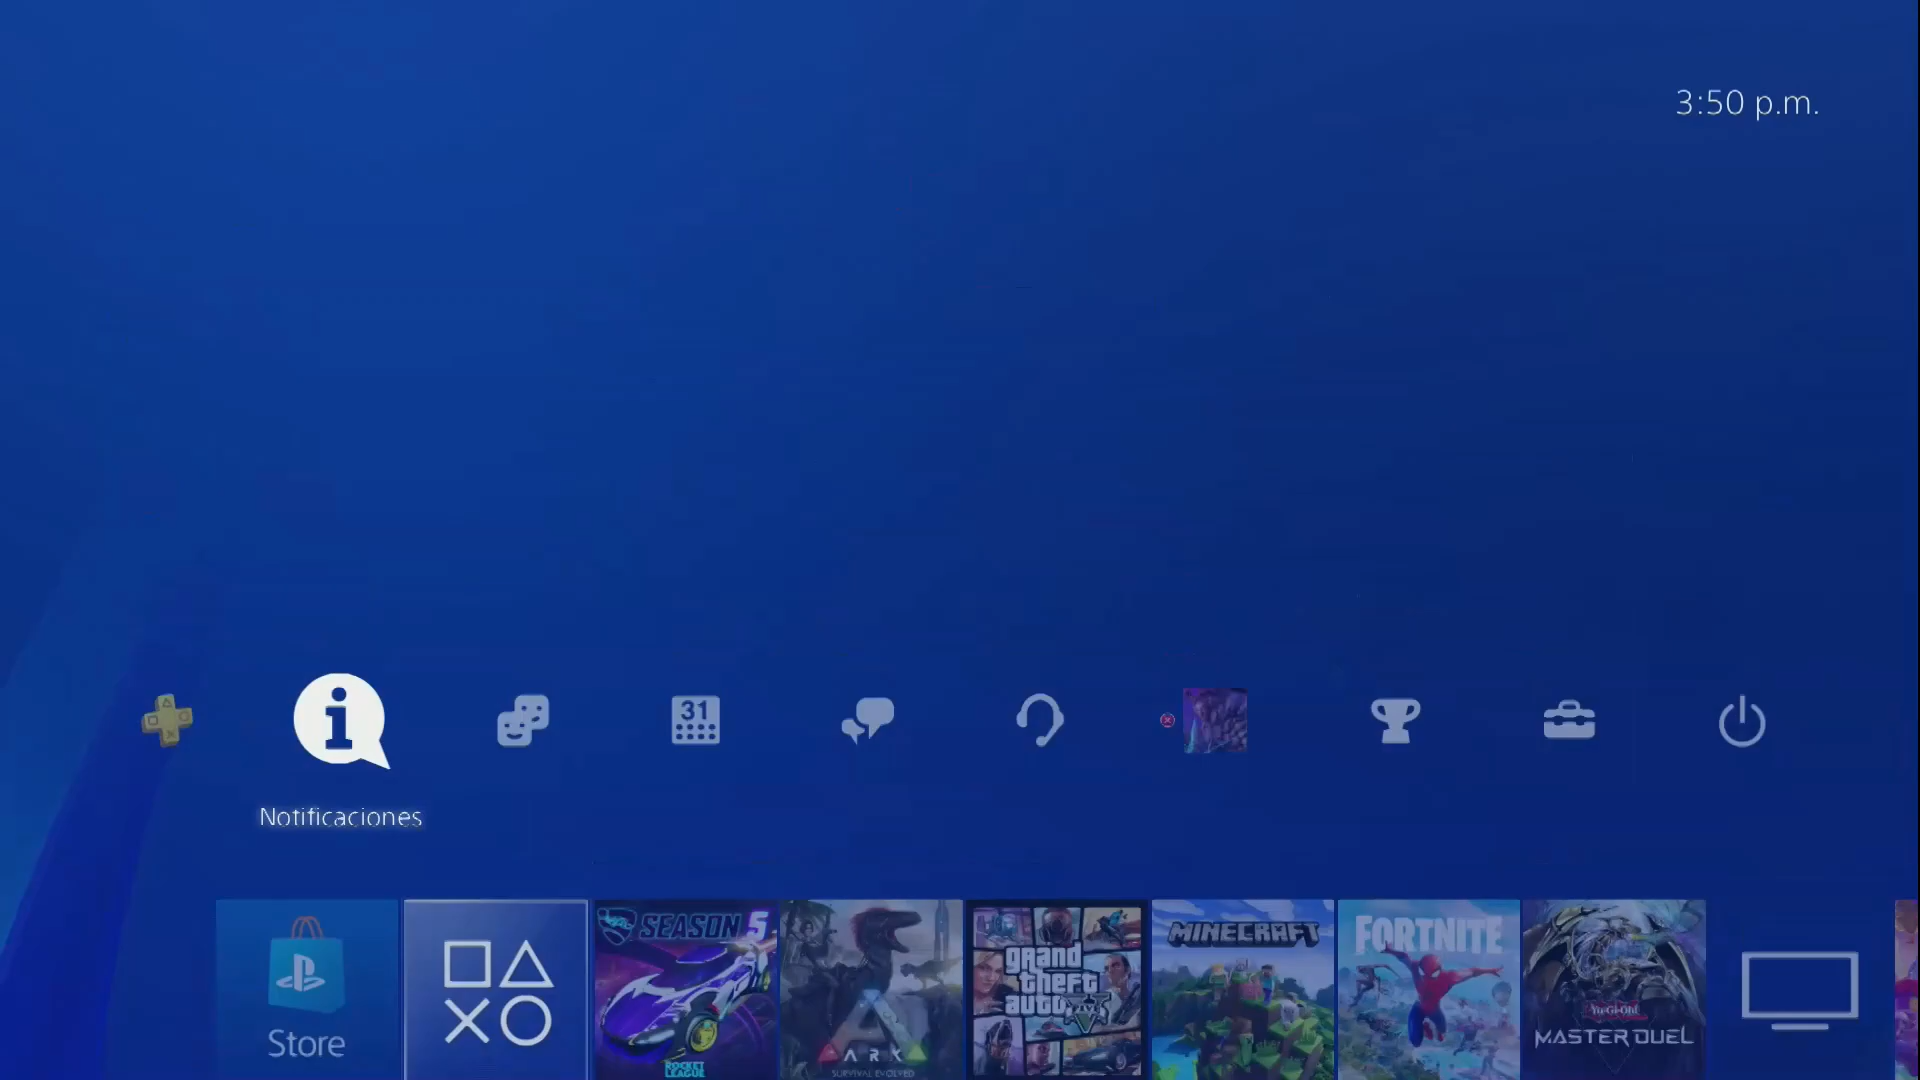 3:50 p.m.
31
Notificaciones
Store
SEASON 5
ROCKET
LEAGUE
ARK
SURVIVAL EVOLVED
grand
theft
auto
FIVE
MINECRAFT
FORTNITE
Yu-Gi-Oh!
MASTER DUEL